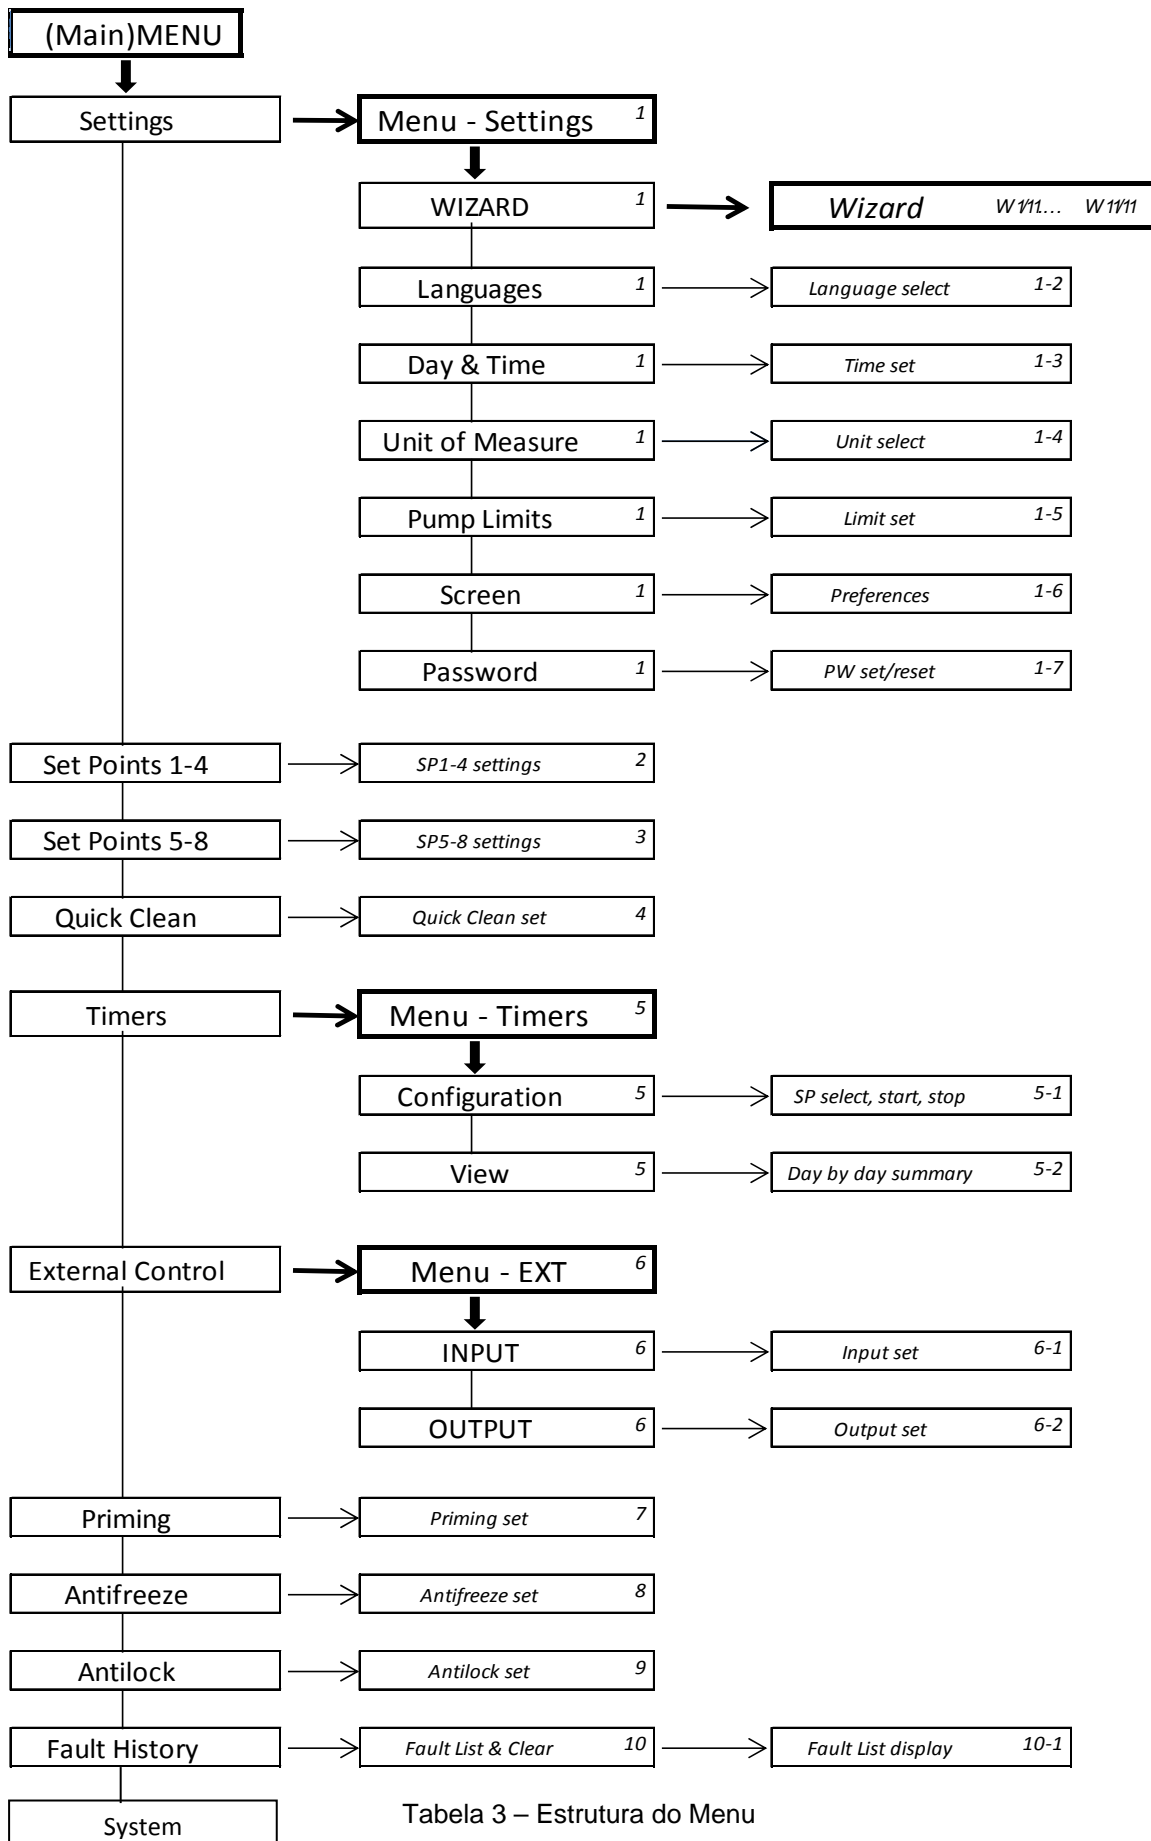 (Main)MENU
Settings
Menu - Settings 1
WIZARD 1
Wizard W1/11... W11/11
Languages 1
Language select 1-2
Day & Time 1
Time set 1-3
Unit of Measure 1
Unit select 1-4
Pump Limits 1
Limit set 1-5
Screen 1
Preferences 1-6
Password 1
PW set/reset 1-7
Set Points 1-4
SP1-4 settings 2
Set Points 5-8
SP5-8 settings 3
Quick Clean
Quick Clean set 4
Timers
Menu - Timers 5
Configuration 5
SP select, start, stop 5-1
View 5
Day by day summary 5-2
External Control
Menu - EXT 6
INPUT 6
Input set 6-1
OUTPUT 6
Output set 6-2
Priming
Priming set 7
Antifreeze
Antifreeze set 8
Antilock
Antilock set 9
Fault History
Fault List & Clear 10
Fault List display 10-1
System
Tabela 3 – Estrutura do Menu